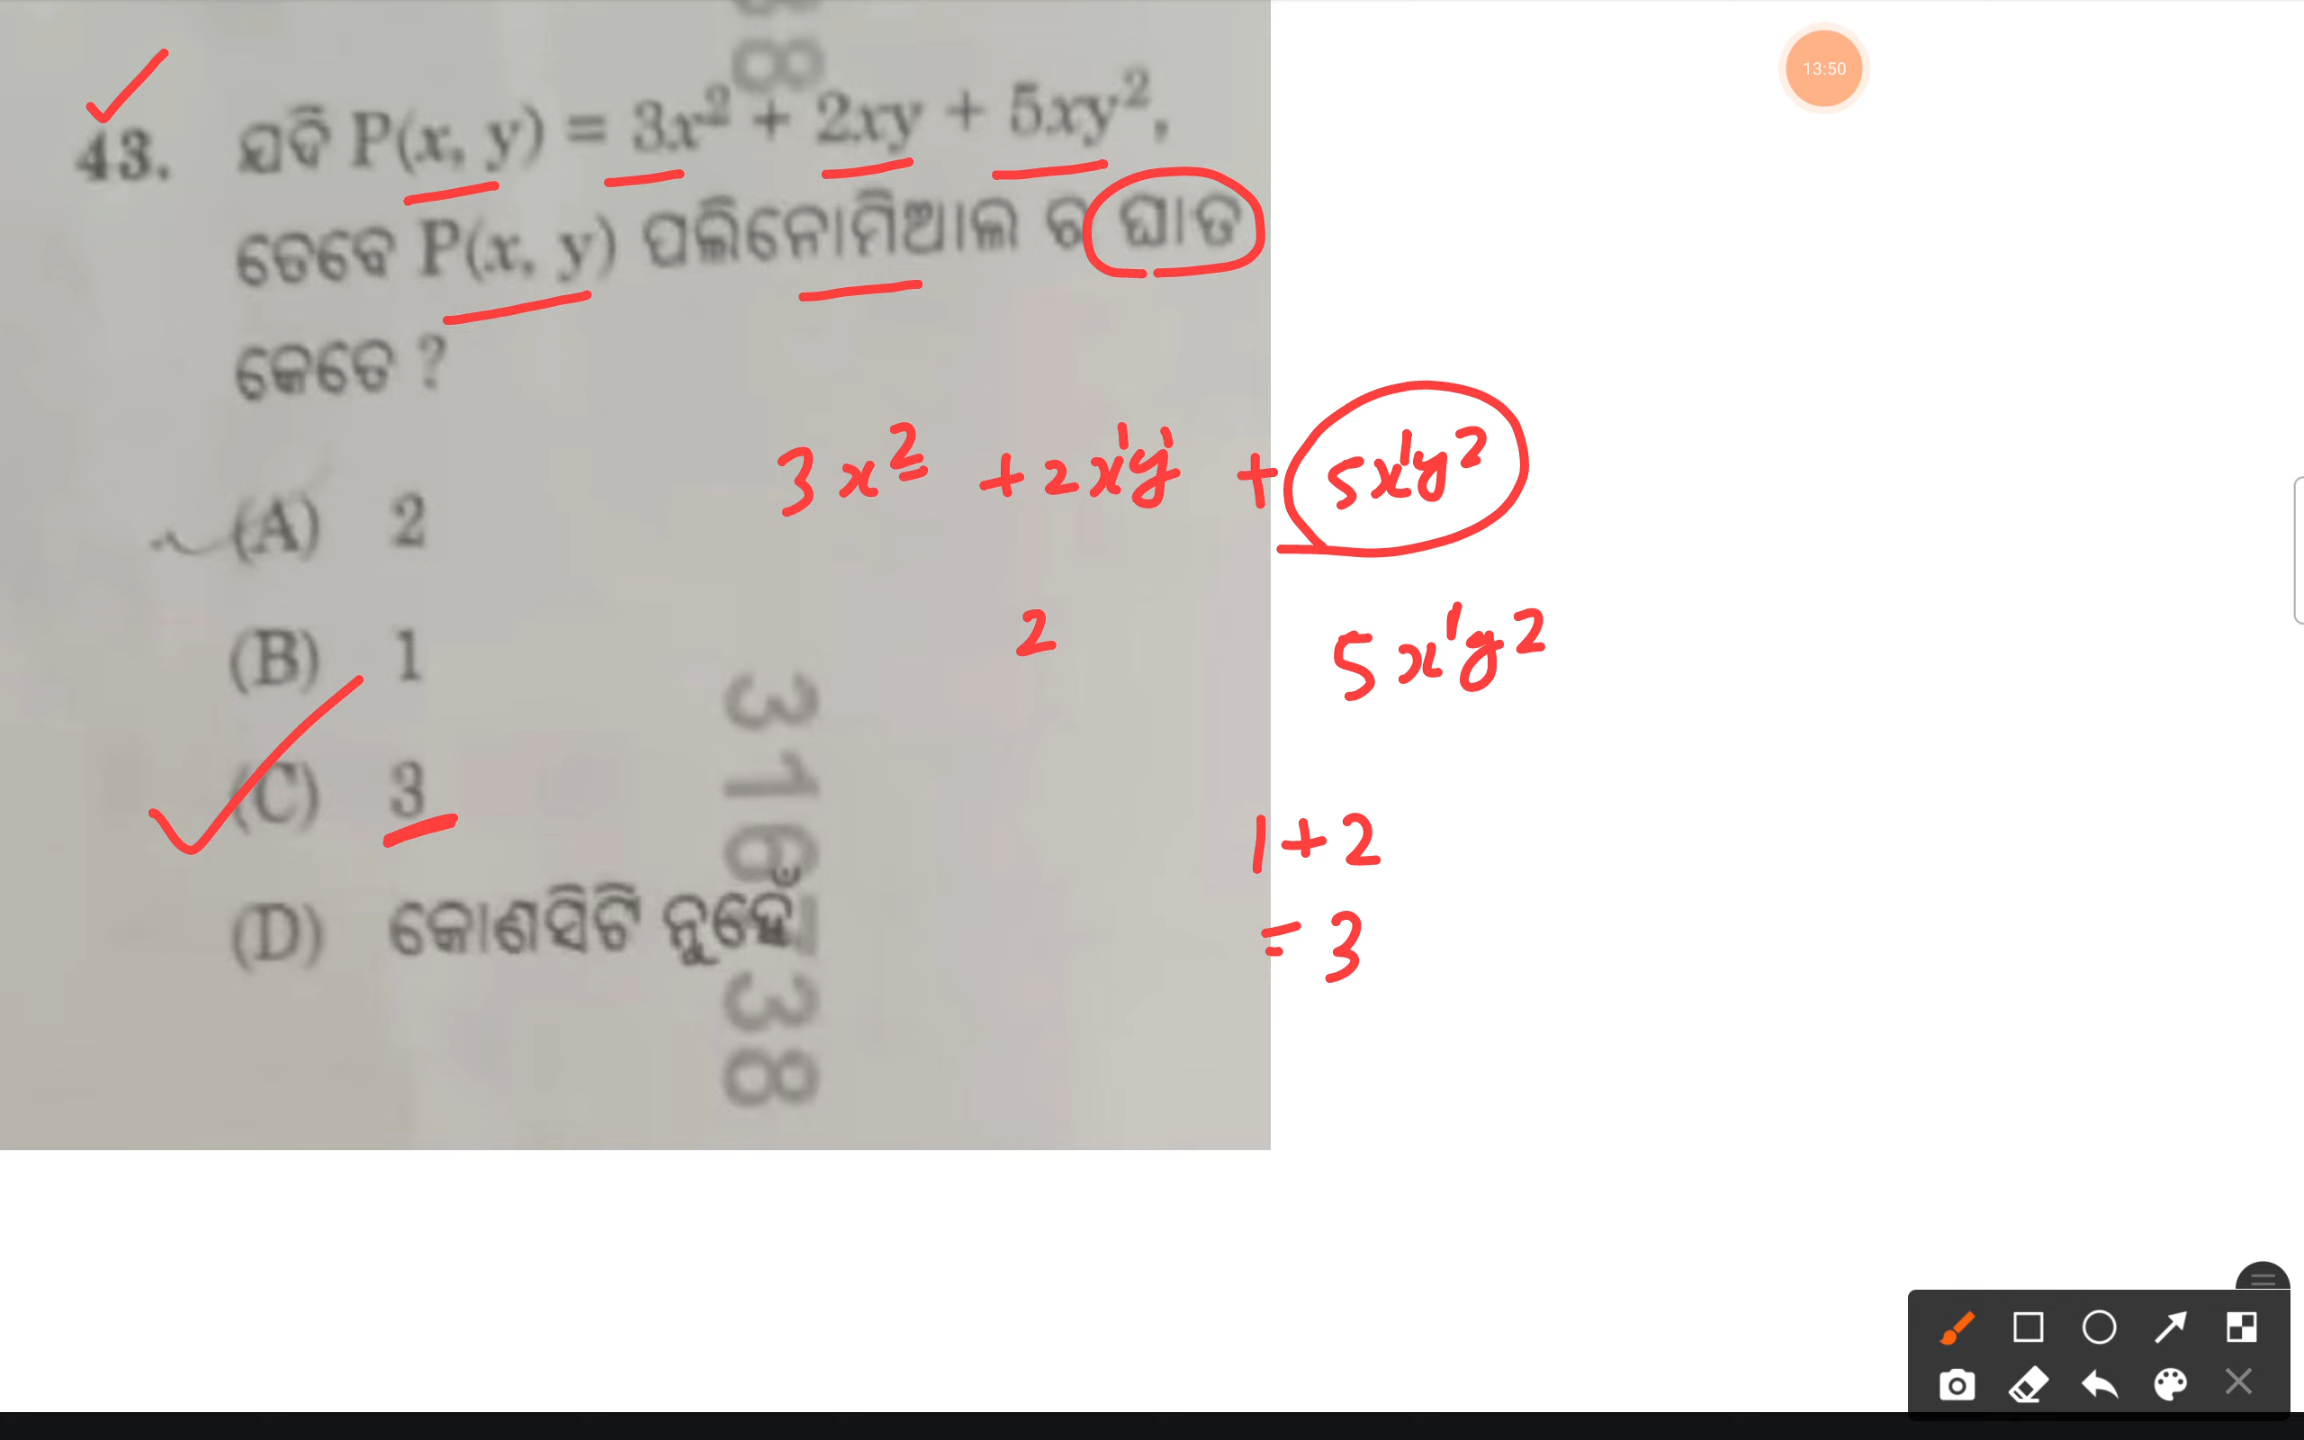 13:50
43. ଯଦି P(x, y) = 3x² + 2xy + 5xy²,
ତେବେ P(x, y) ପଲିନୋମିଆଲ ର ଘାତ
କେତେ ?
3x² + 2x¹y¹ + 5x¹y²
(A) 2
2
5x¹y²
(B) 1
(C) 3
1+2
= 3
(D) କୋଣସିଟି ନୁହେଁ